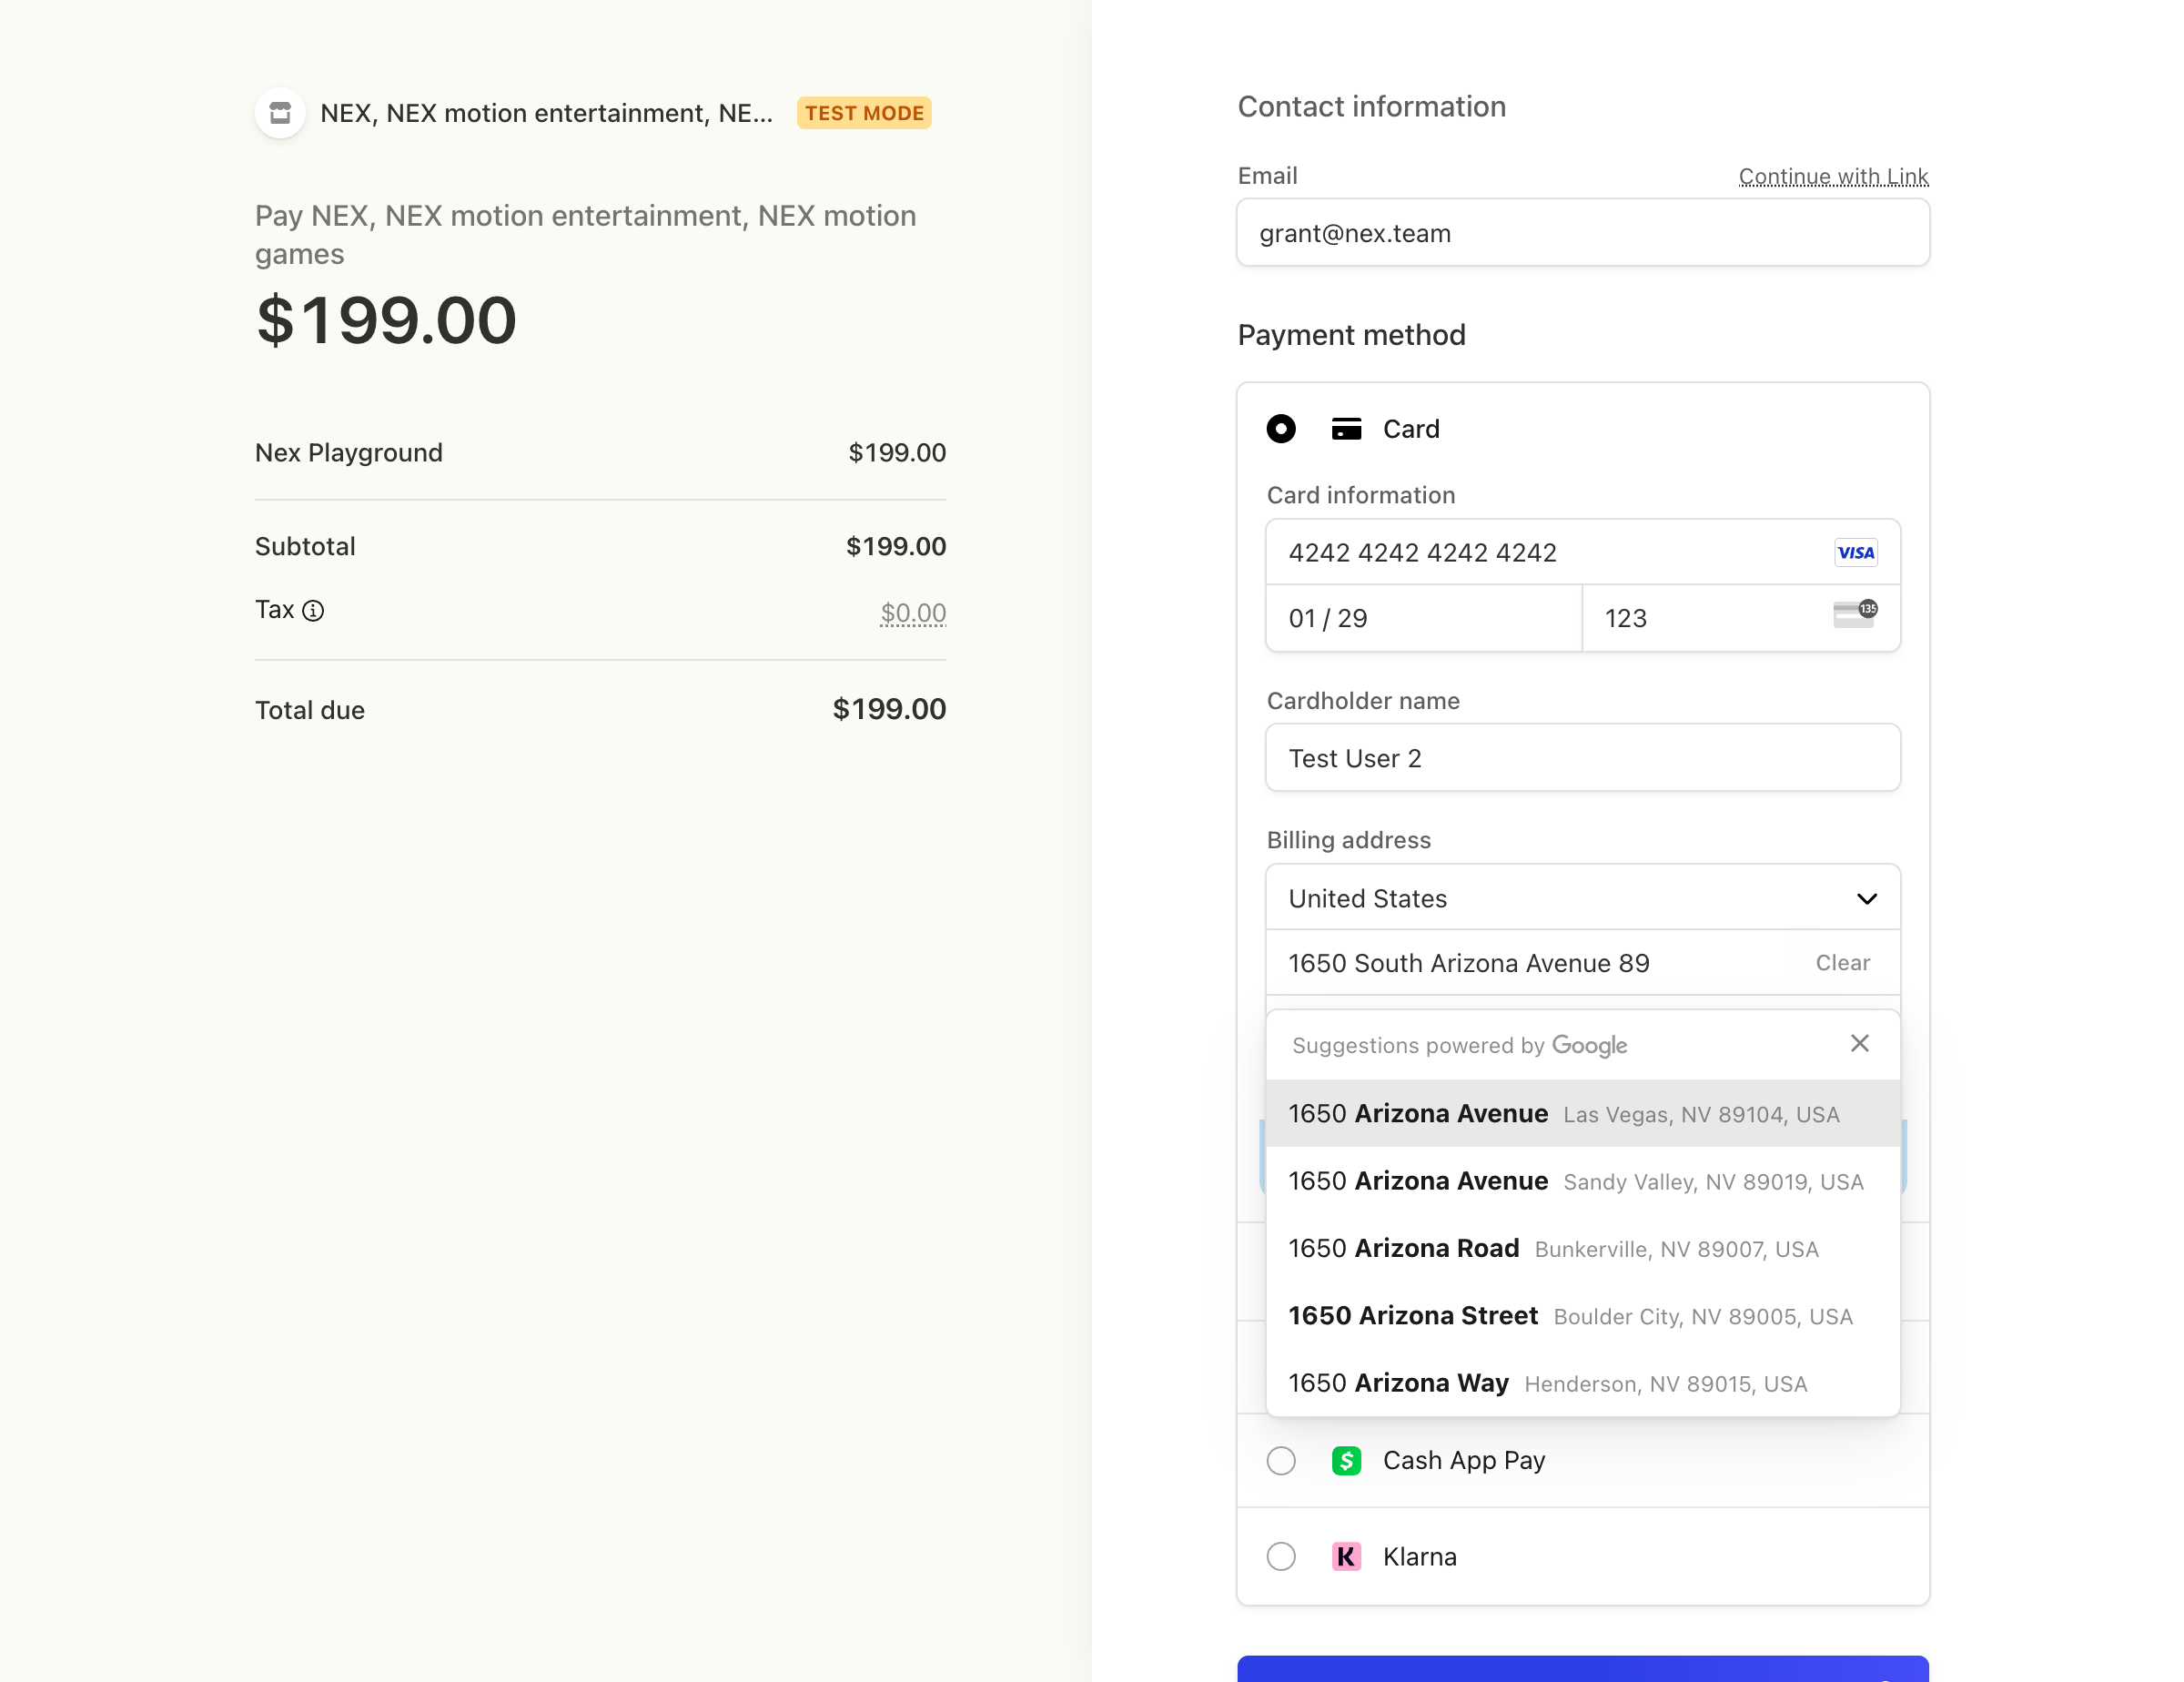 NEX, NEX motion entertainment, NE... TEST MODE
Pay NEX, NEX motion entertainment, NEX motion
games
$199.00
Nex Playground $199.00
Subtotal $199.00
Tax $0.00
Total due $199.00
Contact information
Email Continue with Link
grant@nex.team
Payment method
Card
Card information
4242 4242 4242 4242 VISA
01 / 29 123 135
Cardholder name
Test User 2
Billing address
United States
1650 South Arizona Avenue 89 Clear
Suggestions powered by Google
1650 Arizona Avenue Las Vegas, NV 89104, USA
1650 Arizona Avenue Sandy Valley, NV 89019, USA
1650 Arizona Road Bunkerville, NV 89007, USA
1650 Arizona Street Boulder City, NV 89005, USA
1650 Arizona Way Henderson, NV 89015, USA
$ Cash App Pay
K Klarna